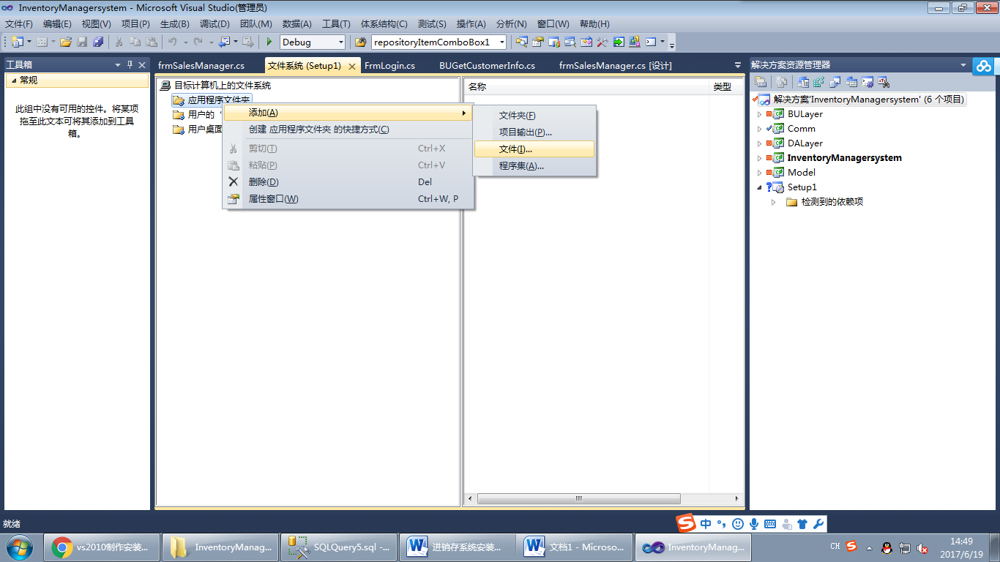 InventoryManagersystem - Microsoft Visual Studio(管理员)
文件(F) 编辑(E) 视图(V) 项目(P) 生成(B) 调试(D) 团队(M) 数据(A) 工具(T) 体系结构(C) 测试(S) 操作(A) 分析(N) 窗口(W) 帮助(H)
Debug repositoryItemComboBox1
工具箱
常规
此组中没有可用的控件。将某项
拖至此文本可将其添加到工具
箱。
frmSalesManager.cs 文件系统 (Setup1) FrmLogin.cs BUGetCustomerInfo.cs frmSalesManager.cs [设计]
目标计算机上的文件系统
应用程序文件夹
用户的“
用户桌面
名称 类型
添加(A)
创建 应用程序文件夹 的快捷方式(C)
剪切(T) Ctrl+X
粘贴(P) Ctrl+V
删除(D) Del
属性窗口(W) Ctrl+W, P
文件夹(F)
项目输出(P)...
文件(I)...
程序集(A)...
解决方案资源管理器
解决方案'InventoryManagersystem' (6 个项目)
BULayer
Comm
DALayer
InventoryManagersystem
Model
Setup1
检测到的依赖项
就绪
中
vs2010制作安装... InventoryManag... SQLQuery5.sql -... 进销存系统安装... 文档1 - Microso... InventoryManag...
CH
14:49
2017/6/19